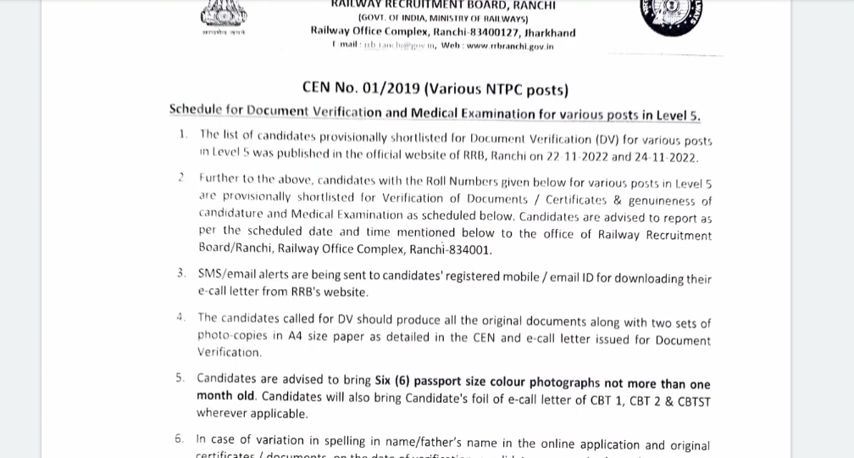 RAILWAY RECRUITMENT BOARD, RANCHI
(GOVT. OF INDIA, MINISTRY OF RAILWAYS)
Railway Office Complex, Ranchi-83400127, Jharkhand
E mail : in, Web : www.rrbranchi.gov.in
CEN No. 01/2019 (Various NTPC posts)
Schedule for Document Verification and Medical Examination for various posts in Level 5.
1. The list of candidates provisionally shortlisted for Document Verification (DV) for various posts
in Level 5 was published in the official website of RRB, Ranchi on 22-11-2022 and 24-11-2022.
2 Further to the above, candidates with the Roll Numbers given below for various posts in Level 5
are provisionally shortlisted for Verification of Documents / Certificates & genuineness of
candidature and Medical Examination as scheduled below. Candidates are advised to report as
per the scheduled date and time mentioned below to the office of Railway Recruitment
Board/Ranchi, Railway Office Complex, Ranchi-834001.
3. SMS/email alerts are being sent to candidates' registered mobile / email ID for downloading their
e-call letter from RRB's website.
4. The candidates called for DV should produce all the original documents along with two sets of
photo-copies in A4 size paper as detailed in the CEN and e-call letter issued for Document
Verification.
5. Candidates are advised to bring Six (6) passport size colour photographs not more than one
month old. Candidates will also bring Candidate's foil of e-call letter of CBT 1, CBT 2 & CBTST
wherever applicable.
6. In case of variation in spelling in name/father's name in the online application and original
certificates / documents, on the date of